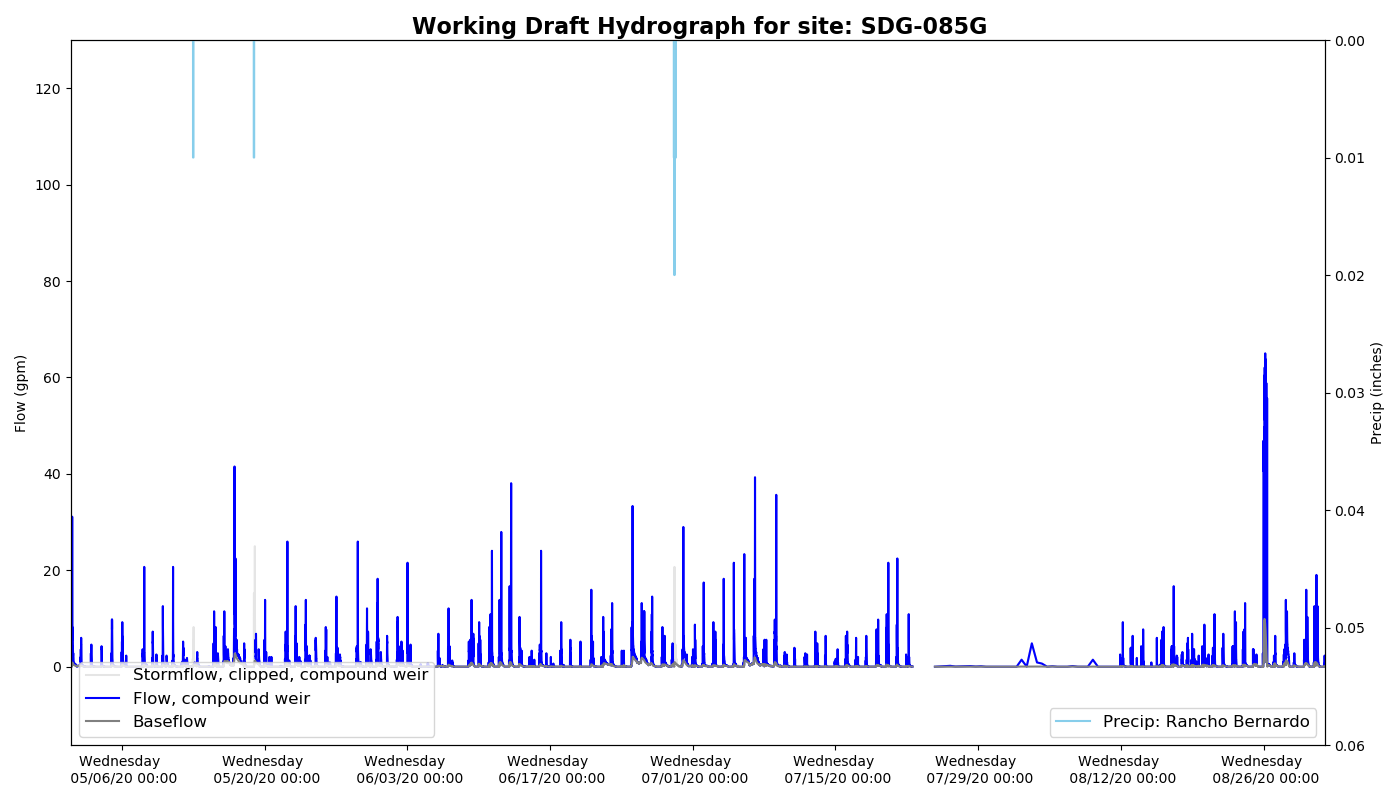 Working Draft Hydrograph for site: SDG-085G
Flow (gpm)
120
100
80
60
40
20
0
0.00
0.01
0.02
0.03
0.04
0.05
0.06
Precip (inches)
Stormflow, clipped, compound weir
Flow, compound weir
Baseflow
Precip: Rancho Bernardo
Wednesday
05/06/20 00:00
Wednesday
05/20/20 00:00
Wednesday
06/03/20 00:00
Wednesday
06/17/20 00:00
Wednesday
07/01/20 00:00
Wednesday
07/15/20 00:00
Wednesday
07/29/20 00:00
Wednesday
08/12/20 00:00
Wednesday
08/26/20 00:00